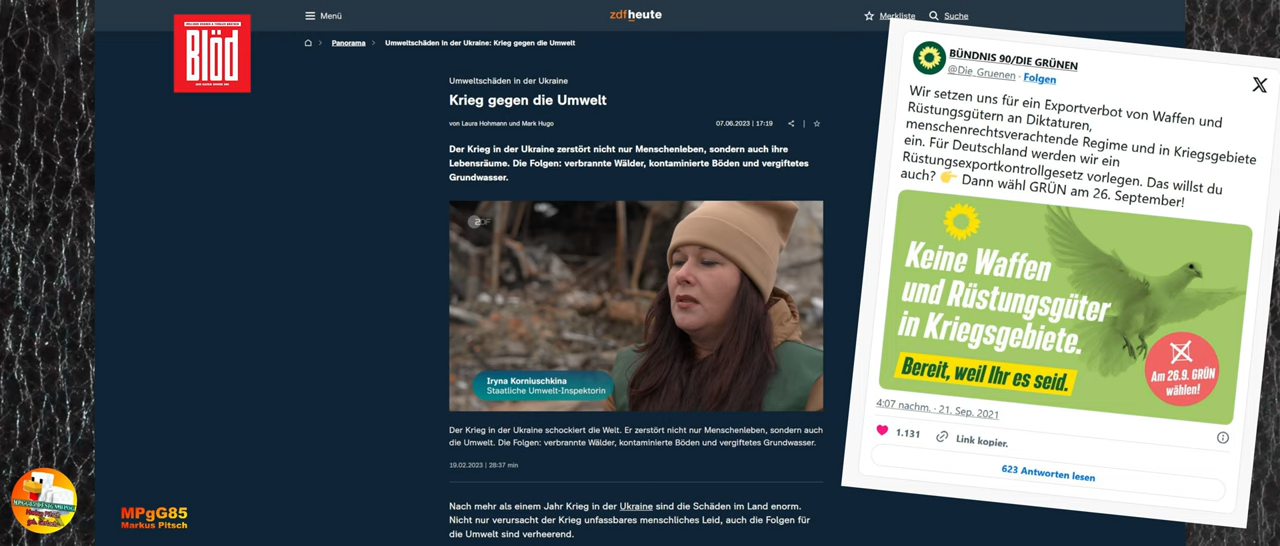 Blöd
Menü
zdfheute
Merkliste
Suche
Panorama
Umweltschäden in der Ukraine: Krieg gegen die Umwelt
Umweltschäden in der Ukraine
Krieg gegen die Umwelt
von Laura Hohmann und Mark Hugo
07.06.2023 | 17:19
Der Krieg in der Ukraine zerstört nicht nur Menschenleben, sondern auch ihre
Lebensräume. Die Folgen: verbrannte Wälder, kontaminierte Böden und vergiftetes
Grundwasser.
ZDF
Iryna Korniuschkina
Staatliche Umwelt-Inspektorin
Der Krieg in der Ukraine schockiert die Welt. Er zerstört nicht nur Menschenleben, sondern auch
die Umwelt. Die Folgen: verbrannte Wälder, kontaminierte Böden und vergiftetes Grundwasser.
19.02.2023 | 28:37 min
Nach mehr als einem Jahr Krieg in der Ukraine sind die Schäden im Land enorm.
Nicht nur verursacht der Krieg unfassbares menschliches Leid, auch die Folgen für
die Umwelt sind verheerend.
BÜNDNIS 90/DIE GRÜNEN
@Die_Gruenen · Folgen
Wir setzen uns für ein Exportverbot von Waffen und
Rüstungsgütern an Diktaturen,
menschenrechtsverachtende Regime und in Kriegsgebiete
ein. Für Deutschland werden wir ein
Rüstungsexportkontrollgesetz vorlegen. Das willst du
auch? 👉 Dann wähl GRÜN am 26. September!
Keine Waffen
und Rüstungsgüter
in Kriegsgebiete.
Bereit, weil Ihr es seid.
Am 26.9. GRÜN
wählen!
4:07 nachm. · 21. Sep. 2021
1.131
Link kopier.
623 Antworten lesen
MPgG85
Markus Pitsch